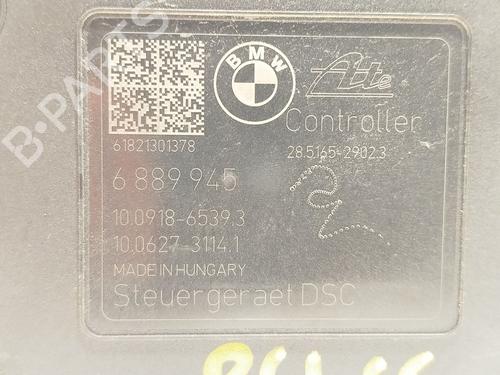 BMW
Ate
Controller
61821301378
28.5165-2902.3
6 889 945
10.0918-6539.3
10.0627-3114.1
MADE IN HUNGARY
Steuergeraet DSC
B-PARTS